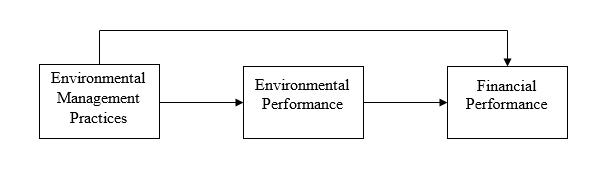 Environmental
Management
Practices
Environmental
Performance
Financial
Performance